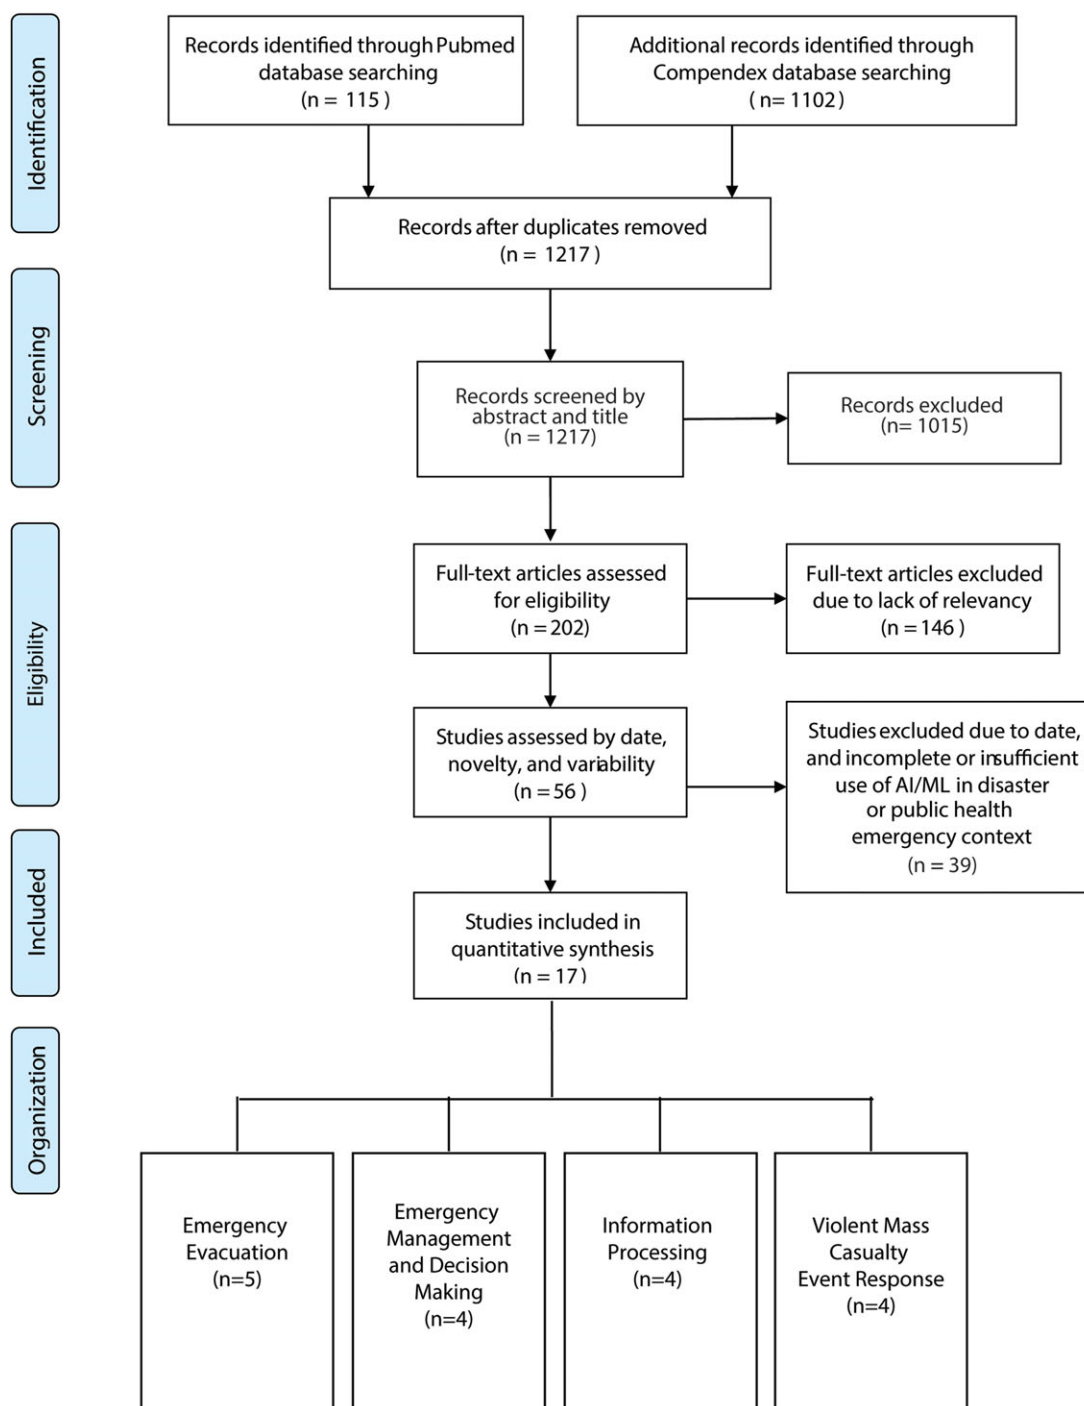 Identification
Records identified through Pubmed
database searching
(n = 115 )
Additional records identified through
Compendex database searching
( n= 1102)
Records after duplicates removed
(n = 1217 )
Screening
Records screened by
abstract and title
(n = 1217)
Records excluded
(n= 1015)
Eligibility
Full-text articles assessed
for eligibility
(n = 202)
Full-text articles excluded
due to lack of relevancy
(n = 146 )
Studies assessed by date,
novelty, and variability
(n = 56 )
Studies excluded due to date,
and incomplete or insufficient
use of AI/ML in disaster
or public health
emergency context
(n = 39)
Included
Studies included in
quantitative synthesis
(n = 17 )
Organization
Emergency
Evacuation
(n=5)
Emergency
Management
and Decision
Making
(n=4)
Information
Processing
(n=4)
Violent Mass
Casualty
Event Response
(n=4)